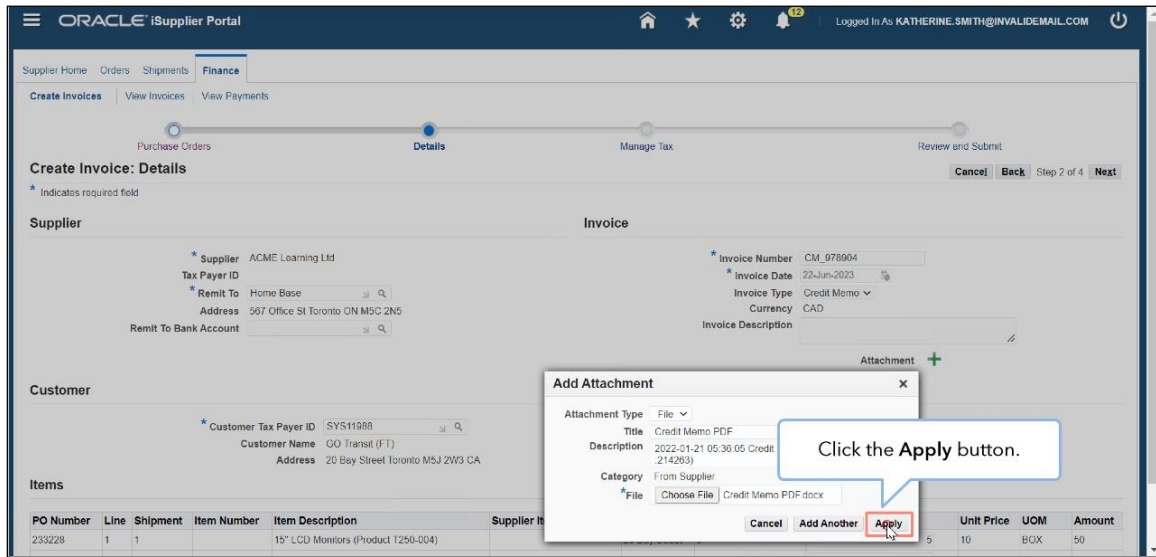 ORACLE iSupplier Portal
12
Logged In As KATHERINE.SMITH@INVALIDEMAIL.COM
Supplier Home Orders Shipments Finance
Create Invoices View Invoices View Payments
Purchase Orders Details Manage Tax Review and Submit
Create Invoice: Details
Cancel Back Step 2 of 4 Next
* Indicates required field
Supplier
Invoice
* Supplier ACME Learning Ltd
Tax Payer ID
* Remit To Home Base
Address 567 Office St Toronto ON M5C 2N5
Remit To Bank Account
* Invoice Number CM_978904
* Invoice Date 22-Jun-2023
Invoice Type Credit Memo
Currency CAD
Invoice Description
Attachment
Customer
* Customer Tax Payer ID SYS11988
Customer Name GO Transit (FT)
Address 20 Bay Street Toronto M5J 2W3 CA
Add Attachment x
Attachment Type File
Title Credit Memo PDF
Description 2022-01-21 05:36:05 Credit
:214263)
Category From Supplier
*File Choose File Credit Memo PDF.docx
Cancel Add Another Apply
Click the Apply button.
Items
PO Number Line Shipment Item Number Item Description Supplier Unit Price UOM Amount
233228 1 1 15" LCD Monitors (Product T250-004) 5 10 BOX 50